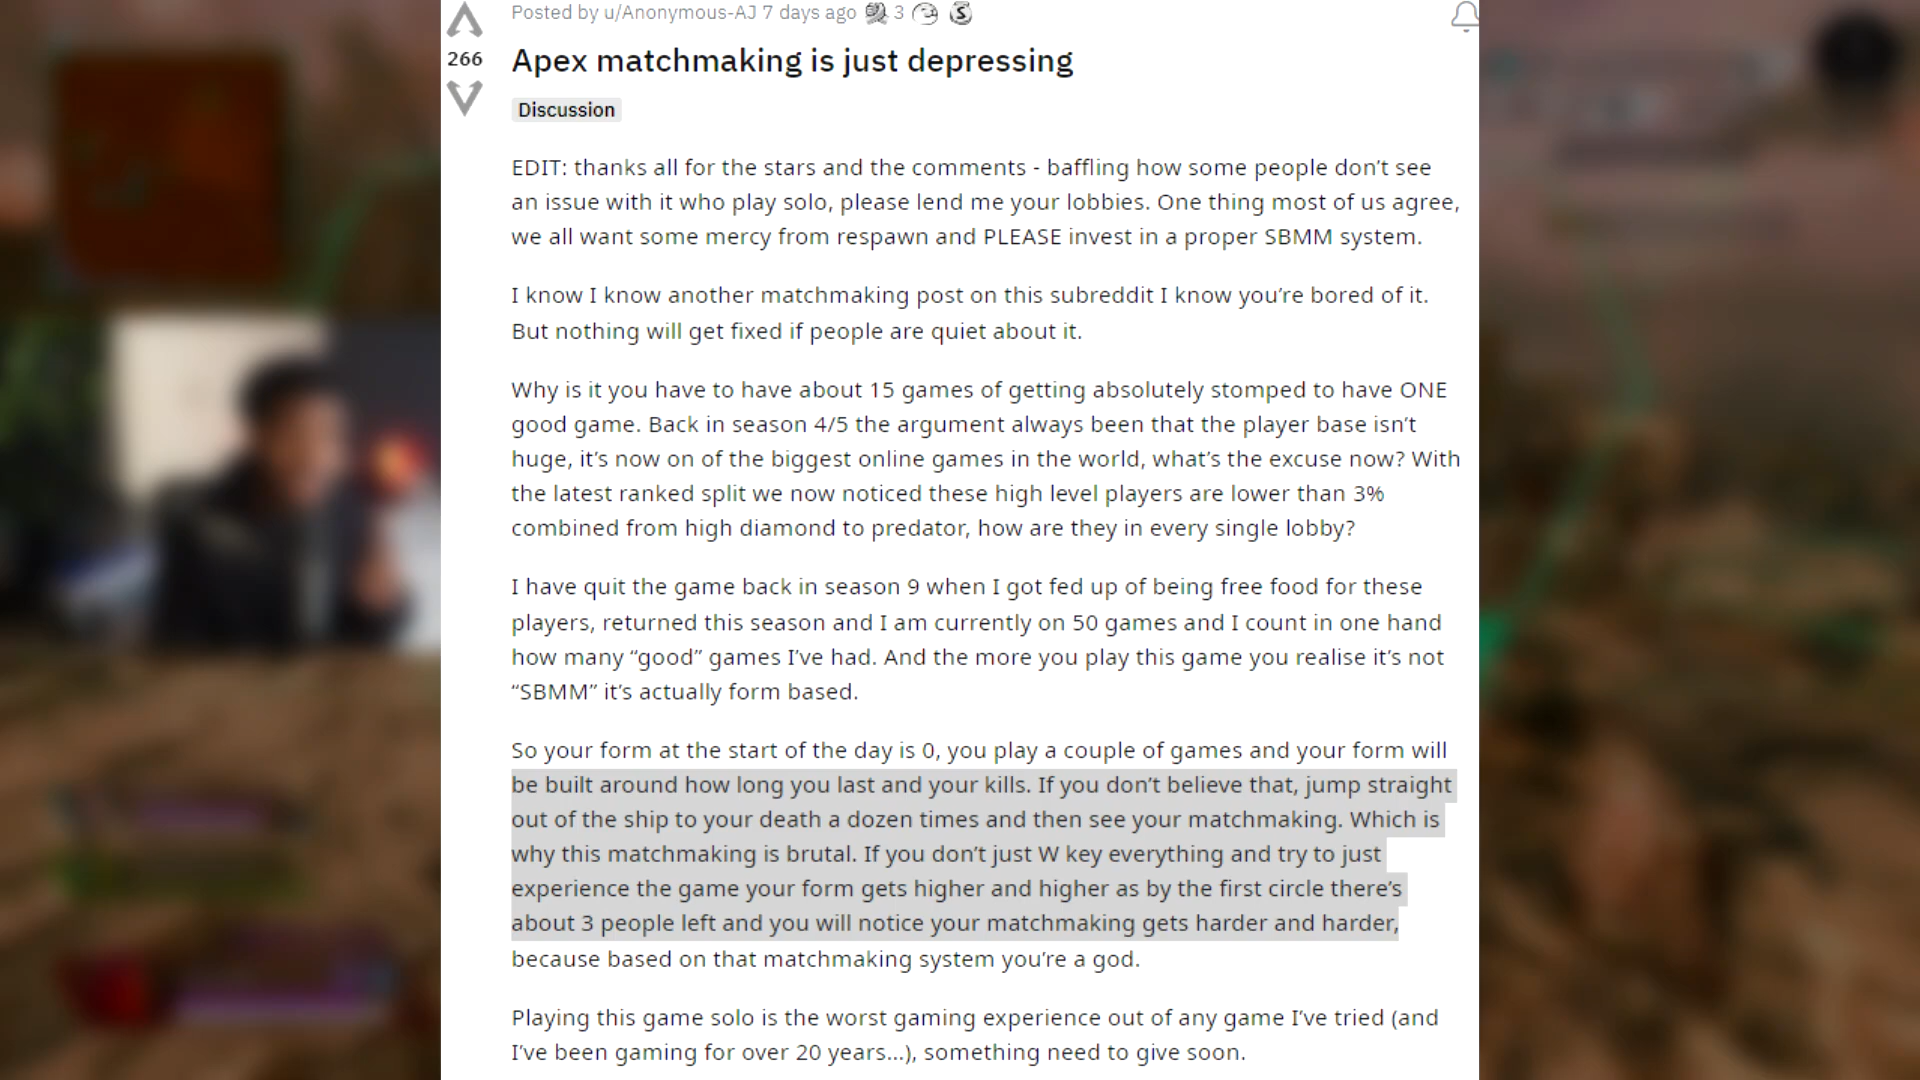 Posted by u/Anonymous-AJ 7 days ago 3
266
Apex matchmaking is just depressing
Discussion
EDIT: thanks all for the stars and the comments - baffling how some people don't see
an issue with it who play solo, please lend me your lobbies. One thing most of us agree,
we all want some mercy from respawn and PLEASE invest in a proper SBMM system.
I know I know another matchmaking post on this subreddit I know you're bored of it.
But nothing will get fixed if people are quiet about it.
Why is it you have to have about 15 games of getting absolutely stomped to have ONE
good game. Back in season 4/5 the argument always been that the player base isn't
huge, it's now on of the biggest online games in the world, what's the excuse now? With
the latest ranked split we now noticed these high level players are lower than 3%
combined from high diamond to predator, how are they in every single lobby?
I have quit the game back in season 9 when I got fed up of being free food for these
players, returned this season and I am currently on 50 games and I count in one hand
how many “good” games I've had. And the more you play this game you realise it's not
“SBMM” it's actually form based.
So your form at the start of the day is 0, you play a couple of games and your form will
be built around how long you last and your kills. If you don't believe that, jump straight
out of the ship to your death a dozen times and then see your matchmaking. Which is
why this matchmaking is brutal. If you don't just W key everything and try to just
experience the game your form gets higher and higher as by the first circle there's
about 3 people left and you will notice your matchmaking gets harder and harder,
because based on that matchmaking system you're a god.
Playing this game solo is the worst gaming experience out of any game I've tried (and
I've been gaming for over 20 years...), something need to give soon.